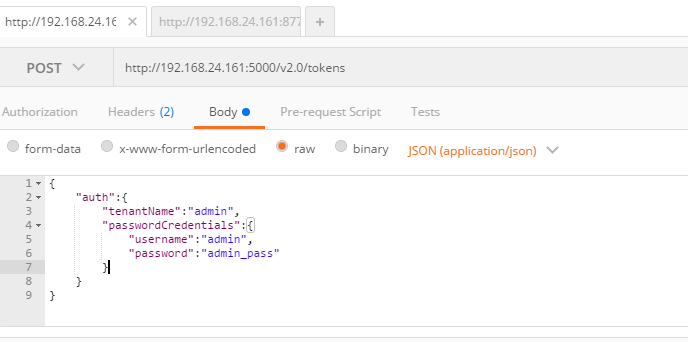 http://192.168.24.16 × http://192.168.24.161:877 +
POST http://192.168.24.161:5000/v2.0/tokens
Authorization Headers (2) Body Pre-request Script Tests
form-data x-www-form-urlencoded raw binary JSON (application/json)
1 {
2 "auth":{
3 "tenantName":"admin",
4 "passwordCredentials":{
5 "username":"admin",
6 "password":"admin_pass"
7 }
8 }
9 }